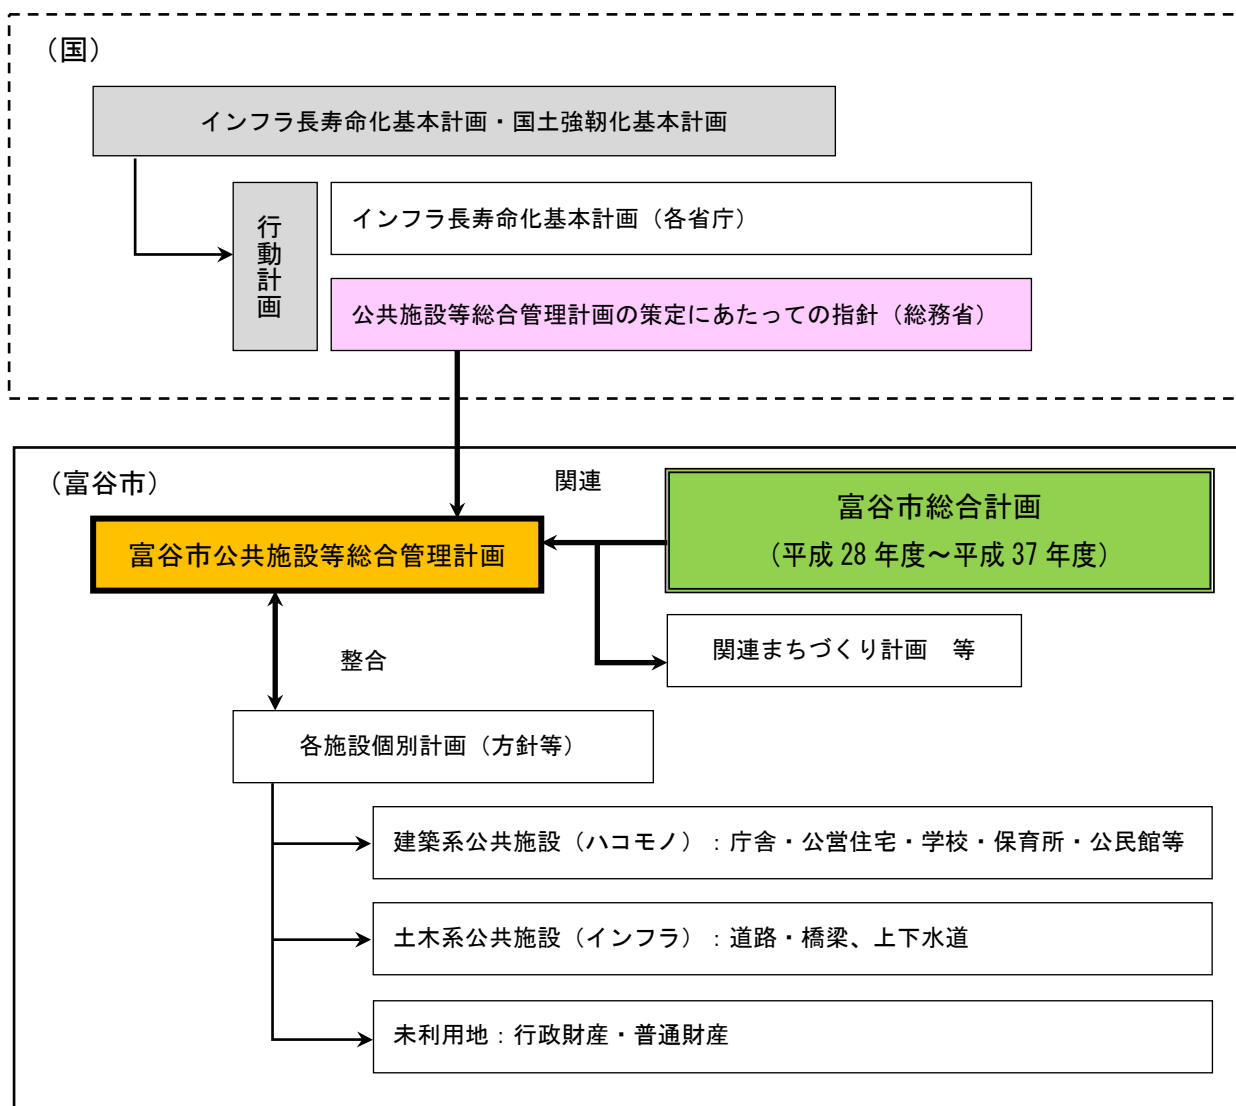 （国）
インフラ長寿命化基本計画・国土強靭化基本計画
行動計画
インフラ長寿命化基本計画（各省庁）
公共施設等総合管理計画の策定にあたっての指針（総務省）
（富谷市）
関連
富谷市総合計画
（平成 28 年度～平成 37 年度）
富谷市公共施設等総合管理計画
関連まちづくり計画　等
整合
各施設個別計画（方針等）
建築系公共施設（ハコモノ）：庁舎・公営住宅・学校・保育所・公民館等
土木系公共施設（インフラ）：道路・橋梁、上下水道
未利用地：行政財産・普通財産